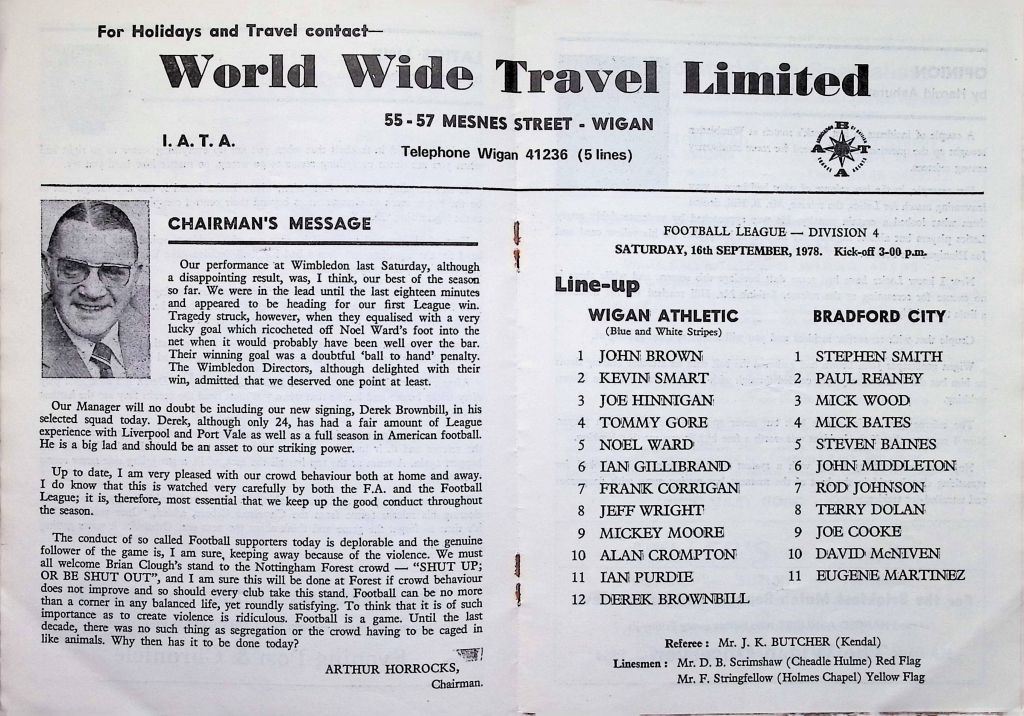 For Holidays and Travel contact—
World Wide Travel Limited
55-57 MESNES STREET - WIGAN
I. A. T. A.
Telephone Wigan 41236 (5 lines)
A B T A
CHAIRMAN'S MESSAGE
Our performance at Wimbledon last Saturday, although
a disappointing result, was, I think, our best of the season
so far. We were in the lead until the last eighteen minutes
and appeared to be heading for our first League win.
Tragedy struck, however, when they equalised with a very
lucky goal which ricocheted off Noel Ward's foot into the
net when it would probably have been well over the bar.
Their winning goal was a doubtful 'ball to hand' penalty.
The Wimbledon Directors, although delighted with their
win, admitted that we deserved one point at least.
Our Manager will no doubt be including our new signing, Derek Brownbill, in his
selected squad today. Derek, although only 24, has had a fair amount of League
experience with Liverpool and Port Vale as well as a full season in American football.
He is a big lad and should be an asset to our striking power.
Up to date, I am very pleased with our crowd behaviour both at home and away.
I do know that this is watched very carefully by both the F.A. and the Football
League; it is, therefore, most essential that we keep up the good conduct throughout
the season.
The conduct of so called Football supporters today is deplorable and the genuine
follower of the game is, I am sure, keeping away because of the violence. We must
all welcome Brian Clough's stand to the Nottingham Forest crowd — "SHUT UP;
OR BE SHUT OUT", and I am sure this will be done at Forest if crowd behaviour
does not improve and so should every club take this stand. Football can be no more
than a corner in any balanced life, yet roundly satisfying. To think that it is of such
importance as to create violence is ridiculous. Football is a game. Until the last
decade, there was no such thing as segregation or the crowd having to be caged in
like animals. Why then has it to be done today?
ARTHUR HORROCKS,
Chairman.
FOOTBALL LEAGUE — DIVISION 4
SATURDAY, 16th SEPTEMBER, 1978. Kick-off 3-00 p.m.
Line-up
WIGAN ATHLETIC BRADFORD CITY
(Blue and White Stripes)
1 JOHN BROWN 1 STEPHEN SMITH
2 KEVIN SMART 2 PAUL REANEY
3 JOE HINNIGAN 3 MICK WOOD
4 TOMMY GORE 4 MICK BATES
5 NOEL WARD 5 STEVEN BAINES
6 IAN GILLIBRAND 6 JOHN MIDDLETON
7 FRANK CORRIGAN 7 ROD JOHNSON
8 JEFF WRIGHT 8 TERRY DOLAN
9 MICKEY MOORE 9 JOE COOKE
10 ALAN CROMPTON 10 DAVID McNIVEN
11 IAN PURDIE 11 EUGENE MARTINEZ
12 DEREK BROWNBILL
Referee : Mr. J. K. BUTCHER (Kendal)
Linesmen : Mr. D. B. Scrimshaw (Cheadle Hulme) Red Flag
Mr. F. Stringfellow (Holmes Chapel) Yellow Flag